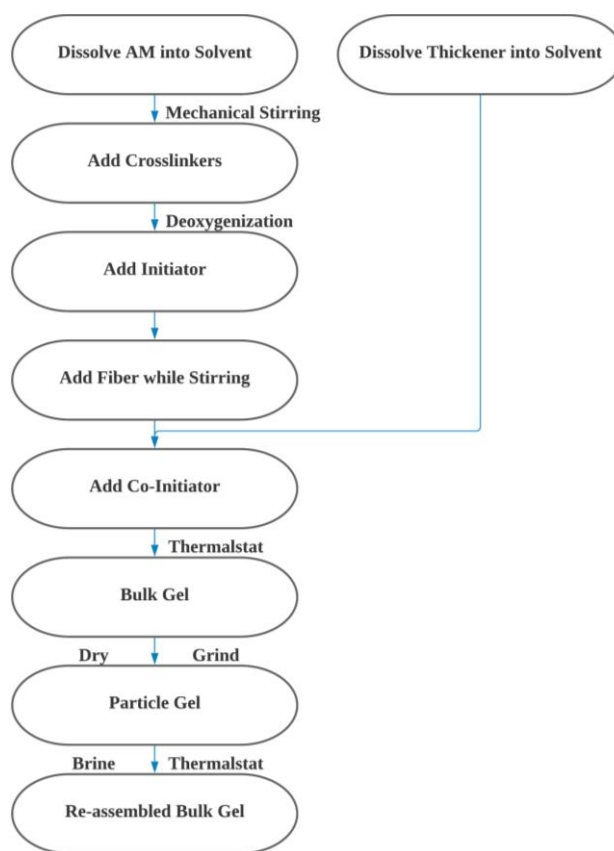 Dissolve AM into Solvent
Dissolve Thickener into Solvent
Mechanical Stirring
Add Crosslinkers
Deoxygenization
Add Initiator
Add Fiber while Stirring
Add Co-Initiator
Thermalstat
Bulk Gel
Dry Grind
Particle Gel
Brine Thermalstat
Re-assembled Bulk Gel